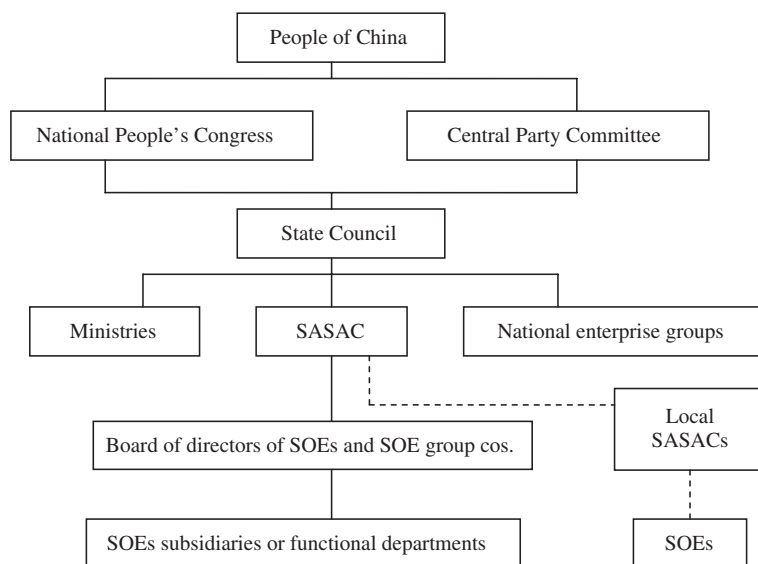 People of China
National People’s Congress
Central Party Committee
State Council
Ministries
SASAC
National enterprise groups
Local
SASACs
Board of directors of SOEs and SOE group cos.
SOEs subsidiaries or functional departments
SOEs